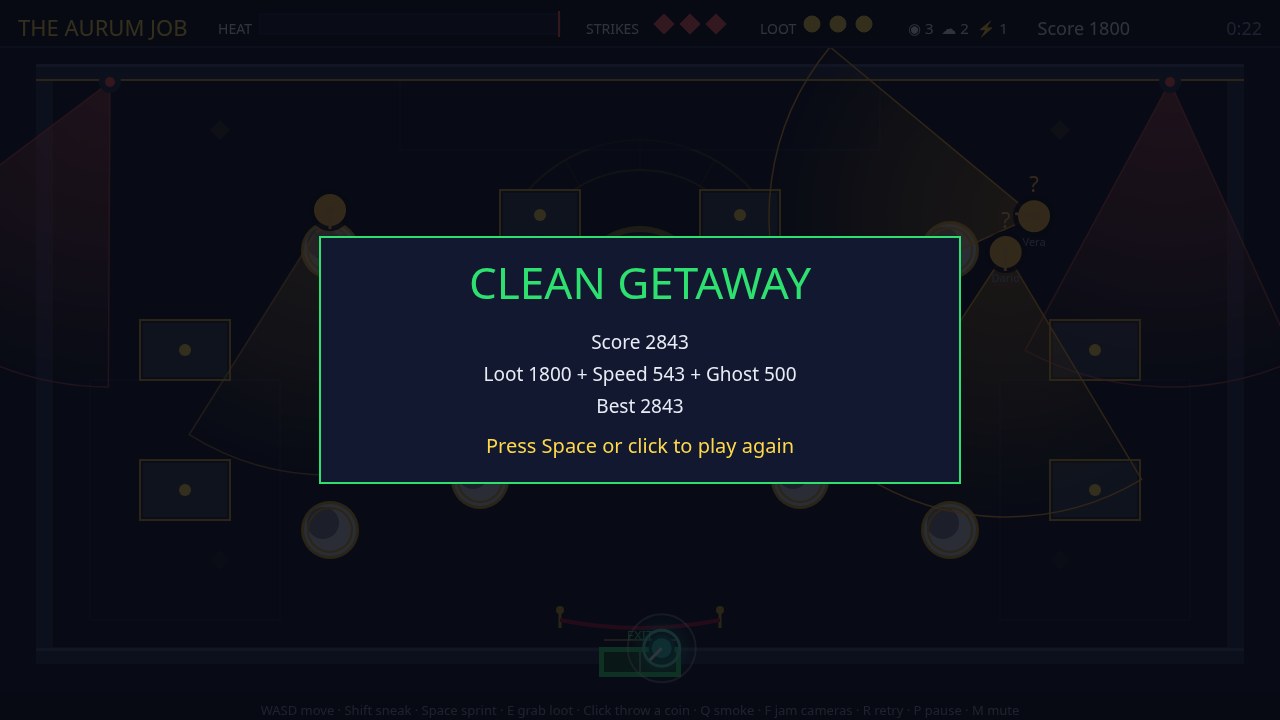 THE AURUM JOB HEAT STRIKES LOOT 3 2 1 Score 1800 0:22
?
?
Vera
CLEAN GETAWAY
Score 2843
Loot 1800 + Speed 543 + Ghost 500
Best 2843
Press Space or click to play again
EXIT
WASD move · Shift sneak · Space sprint · E grab loot · Click throw a coin · Q smoke · F jam cameras · R retry · P pause · M mute